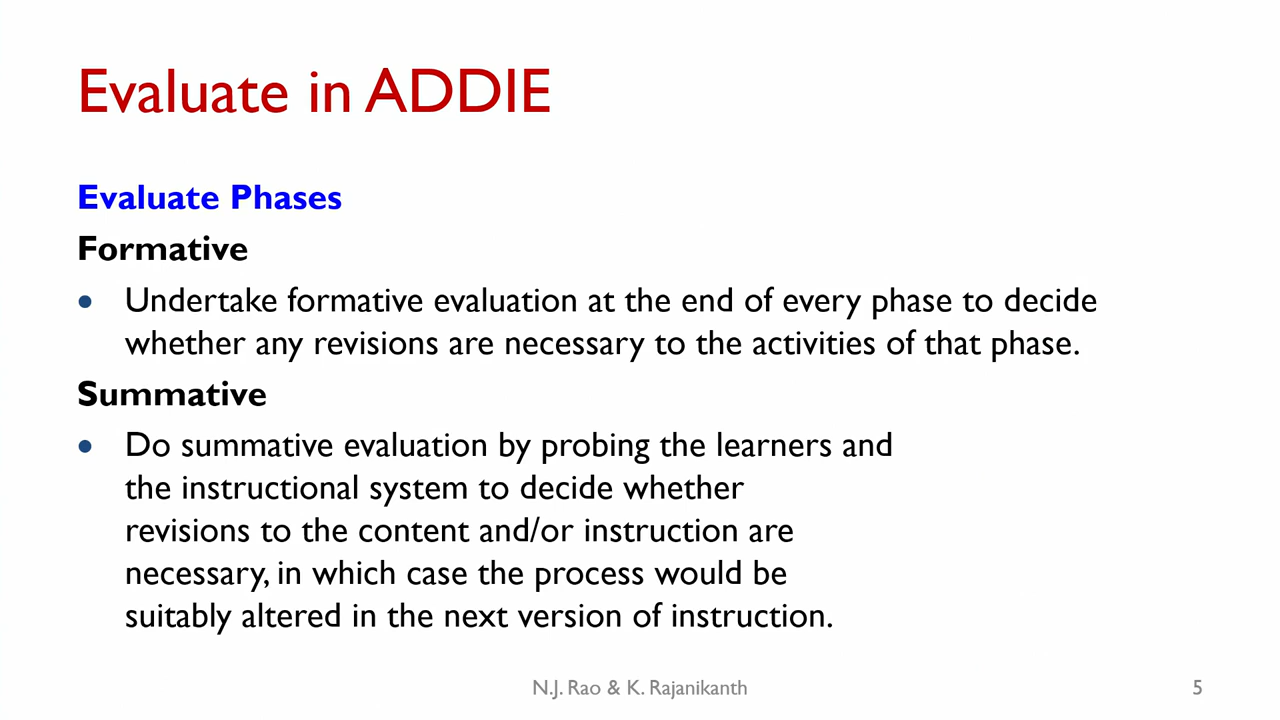 Evaluate in ADDIE
Evaluate Phases
Formative
• Undertake formative evaluation at the end of every phase to decide
whether any revisions are necessary to the activities of that phase.
Summative
• Do summative evaluation by probing the learners and
the instructional system to decide whether
revisions to the content and/or instruction are
necessary, in which case the process would be
suitably altered in the next version of instruction.
N.J. Rao & K. Rajanikanth
5